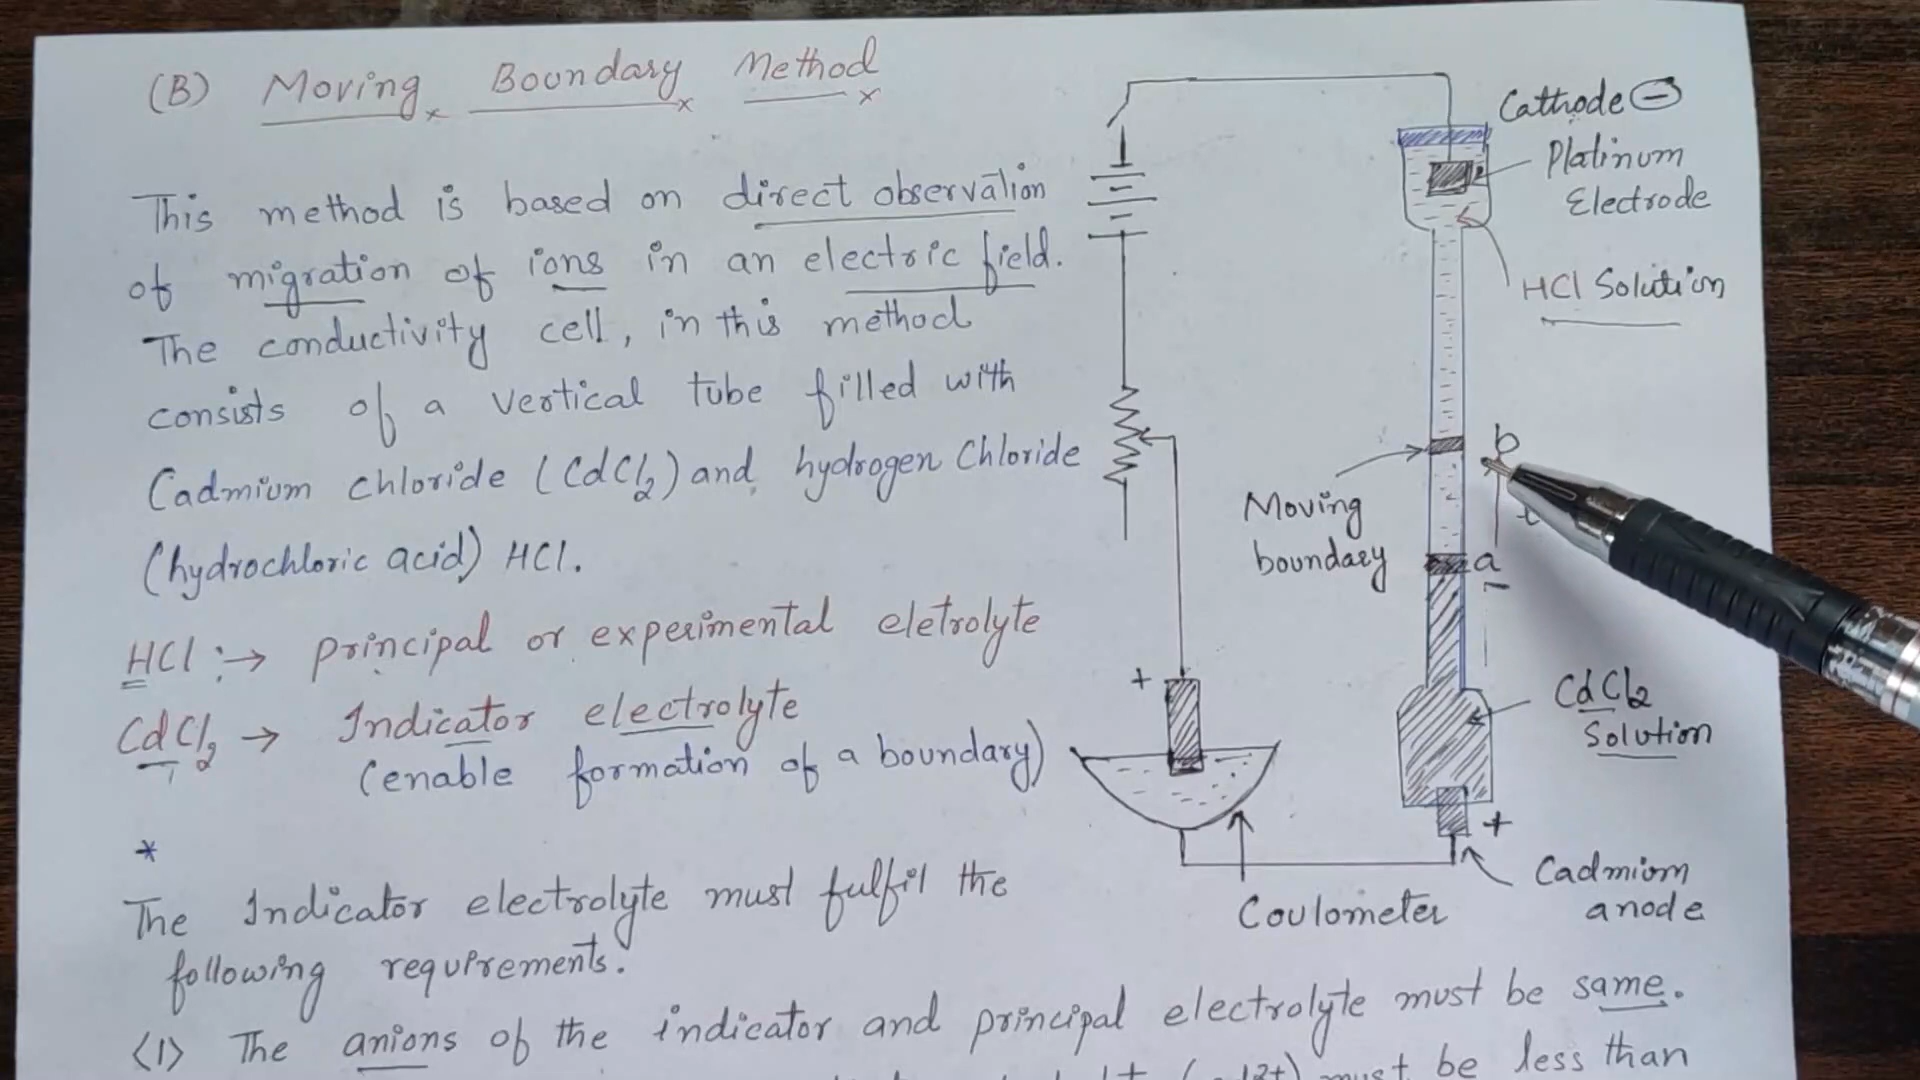 (B) Moving Boundary Method
This method is based on direct observation
of migration of ions in an electric field.
The conductivity cell, in this method
consists of a vertical tube filled with
Cadmium chloride (CdCl2) and hydrogen Chloride
(hydrochloric acid) HCl.
HCl :→ principal or experimental eletrolyte
CdCl2 → Indicator electrolyte
(enable formation of a boundary)
*
The Indicator electrolyte must fulfil the
following requirements.
<1> The anions of the indicator and principal electrolyte must be same.
must be less than
Cathode ⊖
Platinum
Electrode
HCl Solution
b
Moving
boundary
a
CdCl2
Solution
+
+
Cadmium
anode
Coulometer